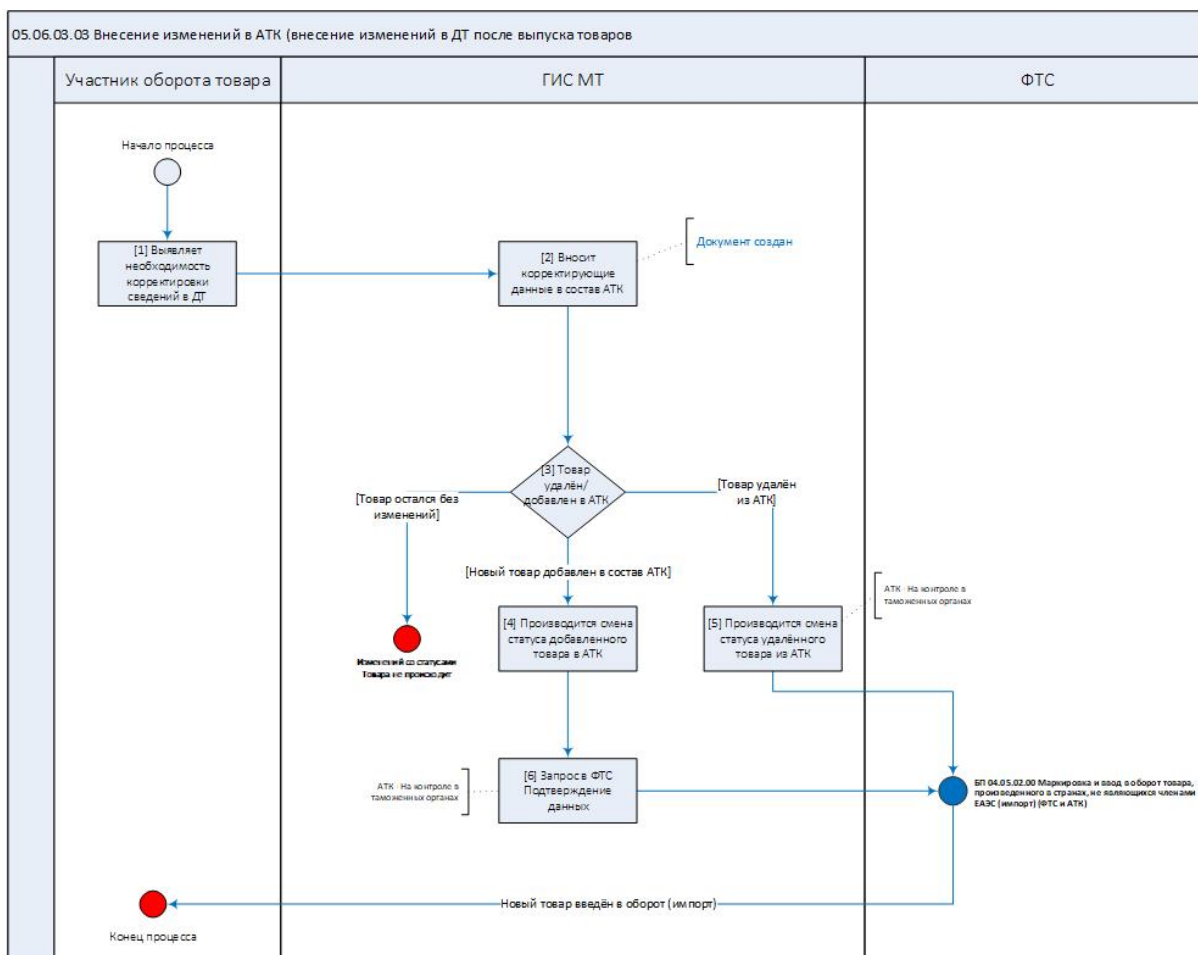 05.06.03.03 Внесение изменений в АТК (внесение изменений в ДТ после выпуска товаров
Участник оборота товара
ГИС МТ
ФТС
Начало процесса
[1] Выявляет
необходимость
корректировки
сведений в ДТ
[2] Вносит
корректирующие
данные в состав АТК
Документ создан
[3] Товар
удалён/
добавлен в АТК
[Товар остался без
изменений]
[Товар удалён
из АТК]
[Новый товар добавлен в состав АТК]
Изменений со статусами
Товара не происходит
[4] Производится смена
статуса добавленного
товара в АТК
[5] Производится смена
статуса удалённого
товара из АТК
АТК - На контроле в
таможенных органах
АТК - На контроле в
таможенных органах
[6] Запрос в ФТС
Подтверждение
данных
БП 04.05.02.00 Маркировка и ввод в оборот товара,
произведенного в странах, не являющихся членами
ЕАЭС (импорт) (ФТС и АТК)
Новый товар введён в оборот (импорт)
Конец процесса